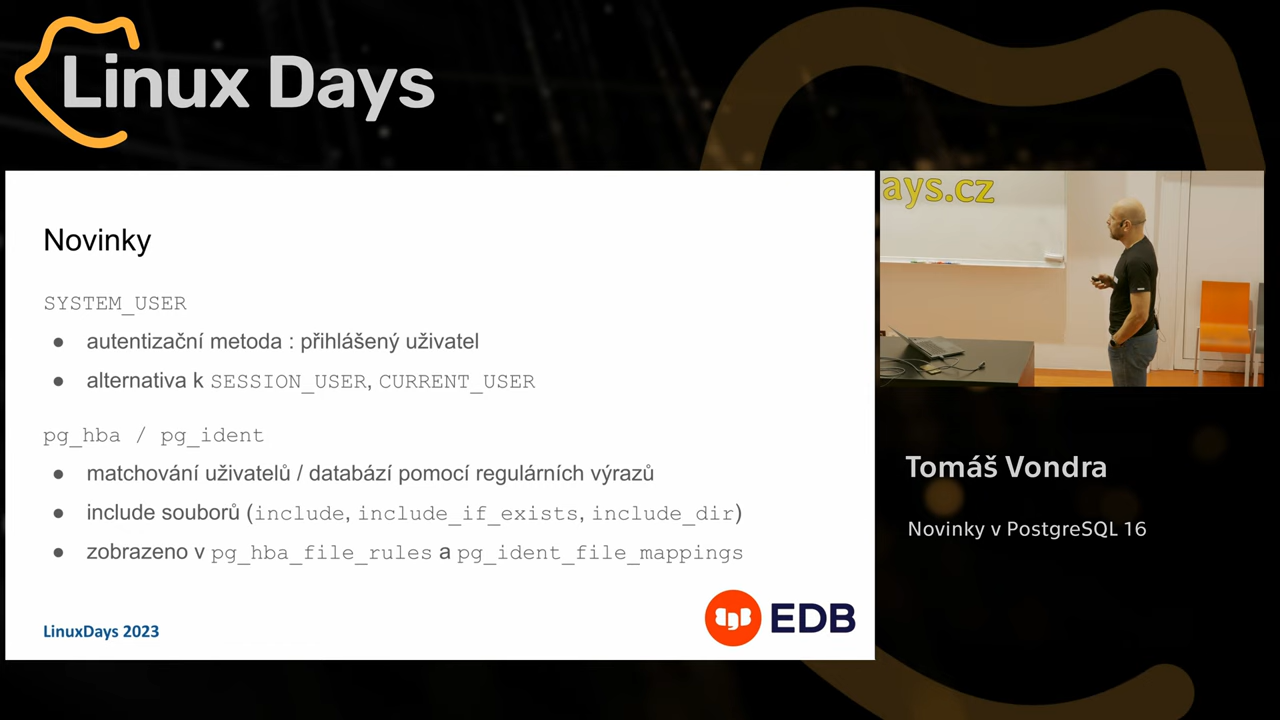 Linux Days
Novinky
SYSTEM_USER
● autentizační metoda : přihlášený uživatel
● alternativa k SESSION_USER, CURRENT_USER
pg_hba / pg_ident
● matchování uživatelů / databází pomocí regulárních výrazů
● include souborů (include, include_if_exists, include_dir)
● zobrazeno v pg_hba_file_rules a pg_ident_file_mappings
LinuxDays 2023
EDB
ays.cz
Tomáš Vondra
Novinky v PostgreSQL 16